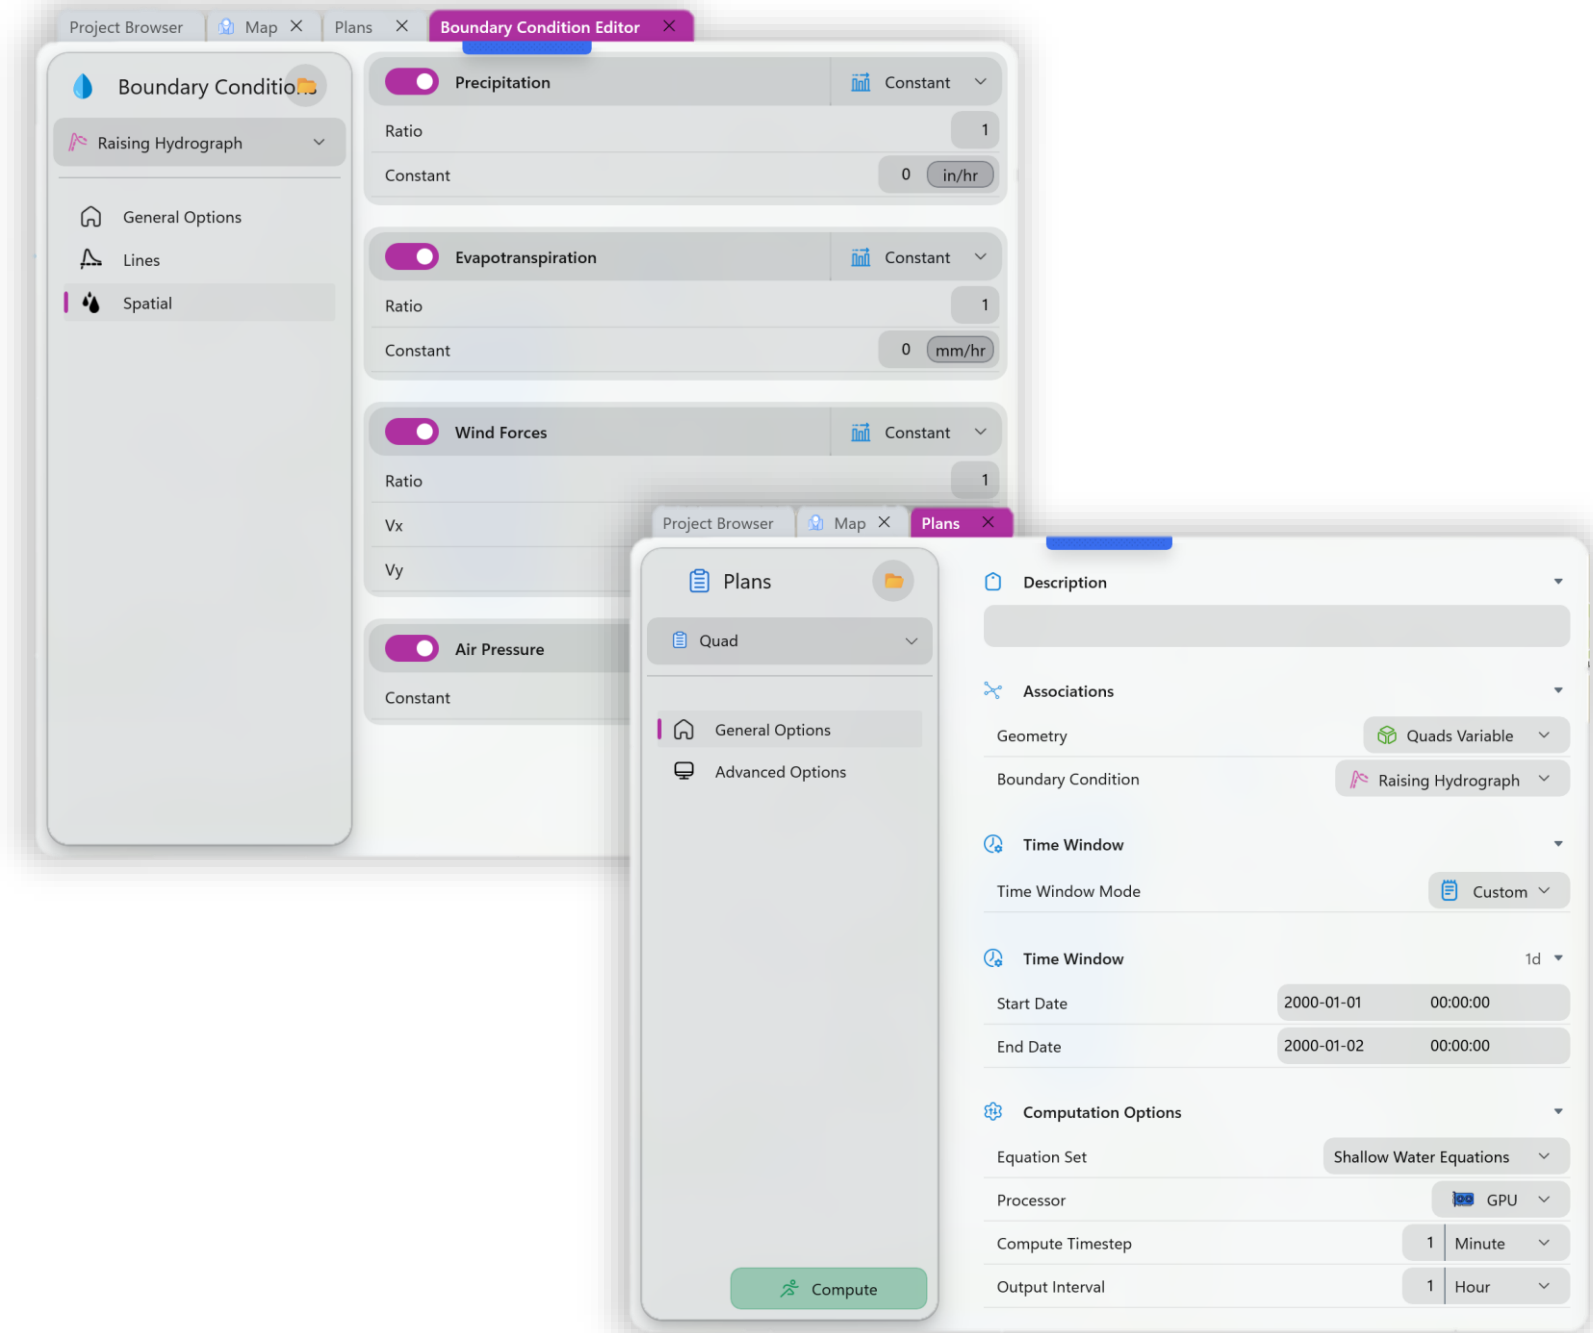 Project Browser Map Plans Boundary Condition Editor
Boundary Conditio
Raising Hydrograph
General Options
Lines
Spatial
Precipitation Constant
Ratio 1
Constant 0 in/hr
Evapotranspiration Constant
Ratio 1
Constant 0 mm/hr
Wind Forces Constant
Ratio 1
Vx
Vy
Air Pressure
Constant
Project Browser Map Plans
Plans
Quad
General Options
Advanced Options
Compute
Description
Associations
Geometry Quads Variable
Boundary Condition Raising Hydrograph
Time Window
Time Window Mode Custom
Time Window 1d
Start Date 2000-01-01 00:00:00
End Date 2000-01-02 00:00:00
Computation Options
Equation Set Shallow Water Equations
Processor GPU
Compute Timestep 1 Minute
Output Interval 1 Hour